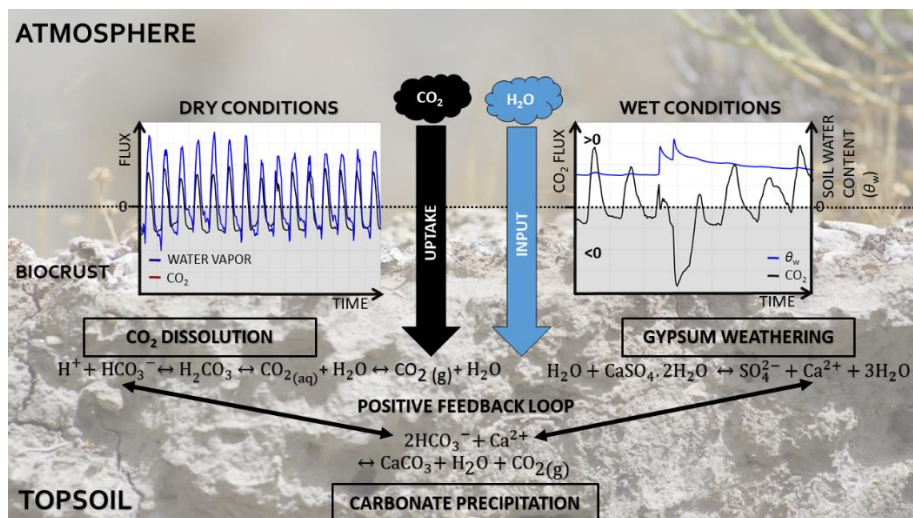 ATMOSPHERE
CO₂
H₂O
DRY CONDITIONS
WET CONDITIONS
FLUX
0
WATER VAPOR
CO₂
TIME
UPTAKE
INPUT
CO₂ FLUX
>0
<0
SOIL WATER
CONTENT
(θw)
0
θw
CO₂
TIME
BIOCRUST
CO₂ DISSOLUTION
GYPSUM WEATHERING
H⁺ + HCO₃⁻ ↔ H₂CO₃ ↔ CO₂(aq) + H₂O ↔ CO₂ (g) + H₂O
H₂O + CaSO₄. 2H₂O ↔ SO₄²⁻ + Ca²⁺ + 3H₂O
POSITIVE FEEDBACK LOOP
2HCO₃⁻ + Ca²⁺
↔ CaCO₃ + H₂O + CO₂(g)
TOPSOIL
CARBONATE PRECIPITATION